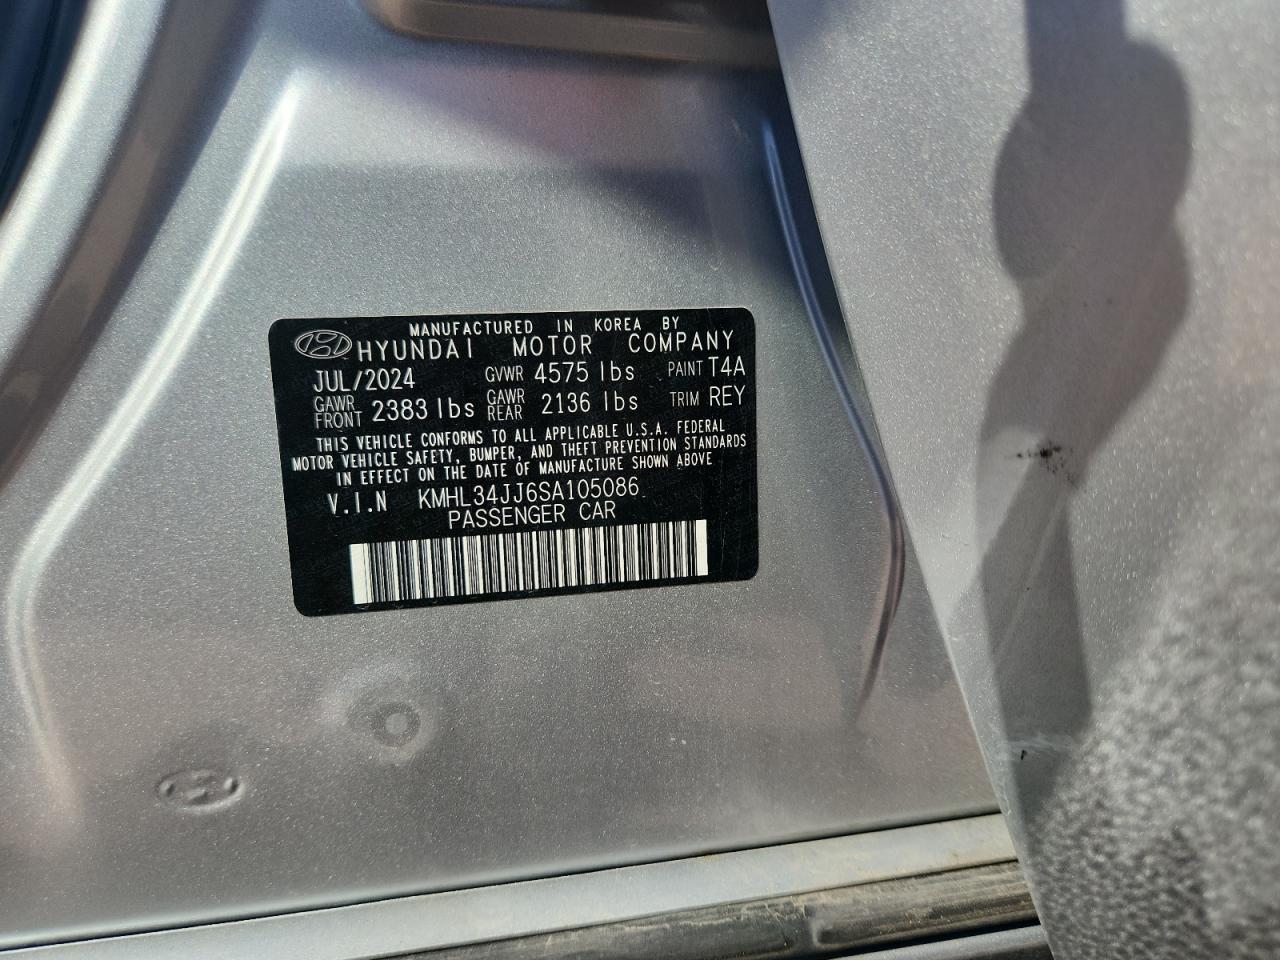 MANUFACTURED IN KOREA BY
HYUNDAI MOTOR COMPANY
JUL/2024 GVWR 4575 lbs PAINT T4A
GAWR FRONT 2383 lbs GAWR REAR 2136 lbs TRIM REY
THIS VEHICLE CONFORMS TO ALL APPLICABLE U.S.A. FEDERAL
MOTOR VEHICLE SAFETY, BUMPER, AND THEFT PREVENTION STANDARDS
IN EFFECT ON THE DATE OF MANUFACTURE SHOWN ABOVE
V.I.N KMHL34JJ6SA105086
PASSENGER CAR